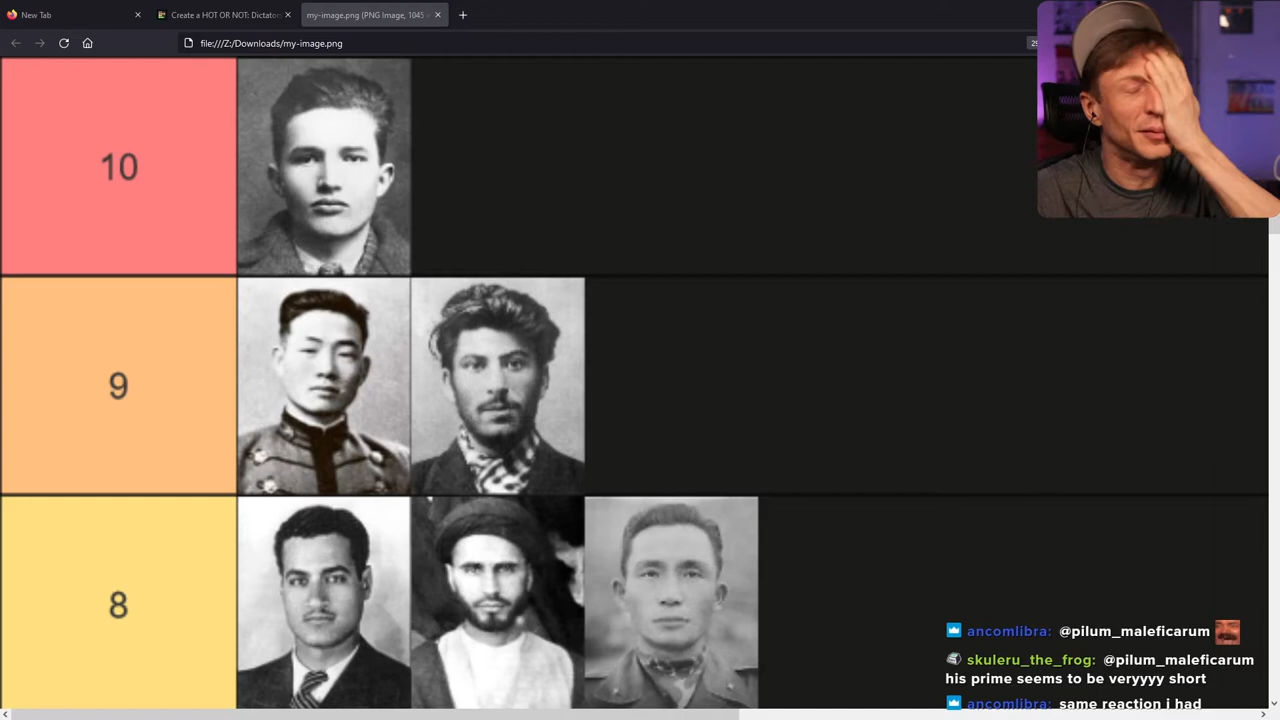 New Tab
Create a HOT OR NOT: Dictator
my-image.png (PNG Image, 1045
file:///Z:/Downloads/my-image.png
10
9
8
ancomlibra: @pilum_maleficarum
skuleru_the_frog: @pilum_maleficarum
his prime seems to be veryyyy short
ancomlibra: same reaction i had